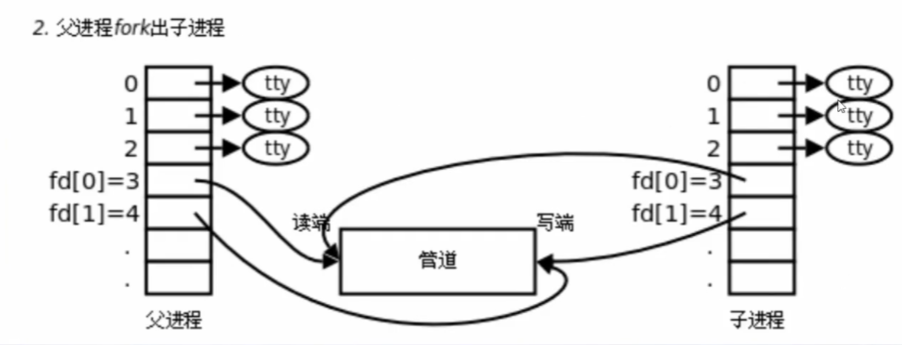 2. 父进程fork出子进程
0 tty
1 tty
2 tty
fd[0]=3
fd[1]=4
.
.
父进程
读端
写端
管道
0 tty
1 tty
2 tty
fd[0]=3
fd[1]=4
.
.
子进程